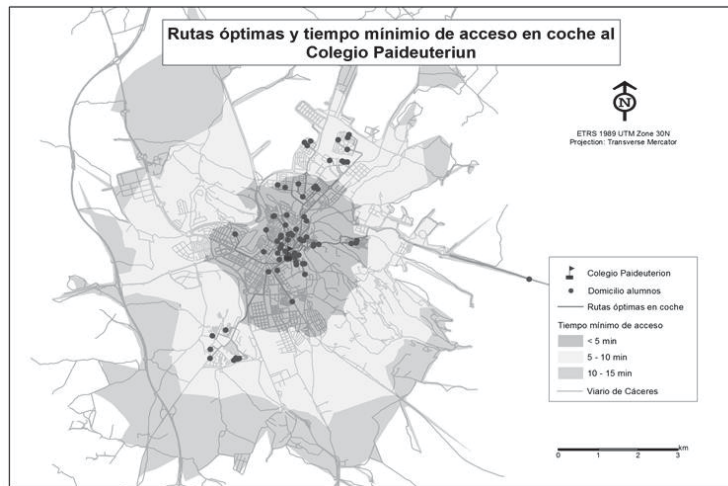 Rutas óptimas y tiempo mínimio de acceso en coche al
Colegio Paideuteriun
N
ETRS 1989 UTM Zone 30N
Projection: Transverse Mercator
Colegio Paideuterion
Domicilio alumnos
Rutas óptimas en coche
Tiempo mínimo de acceso
< 5 min
5 - 10 min
10 - 15 min
Viario de Cáceres
km
0 1 2 3